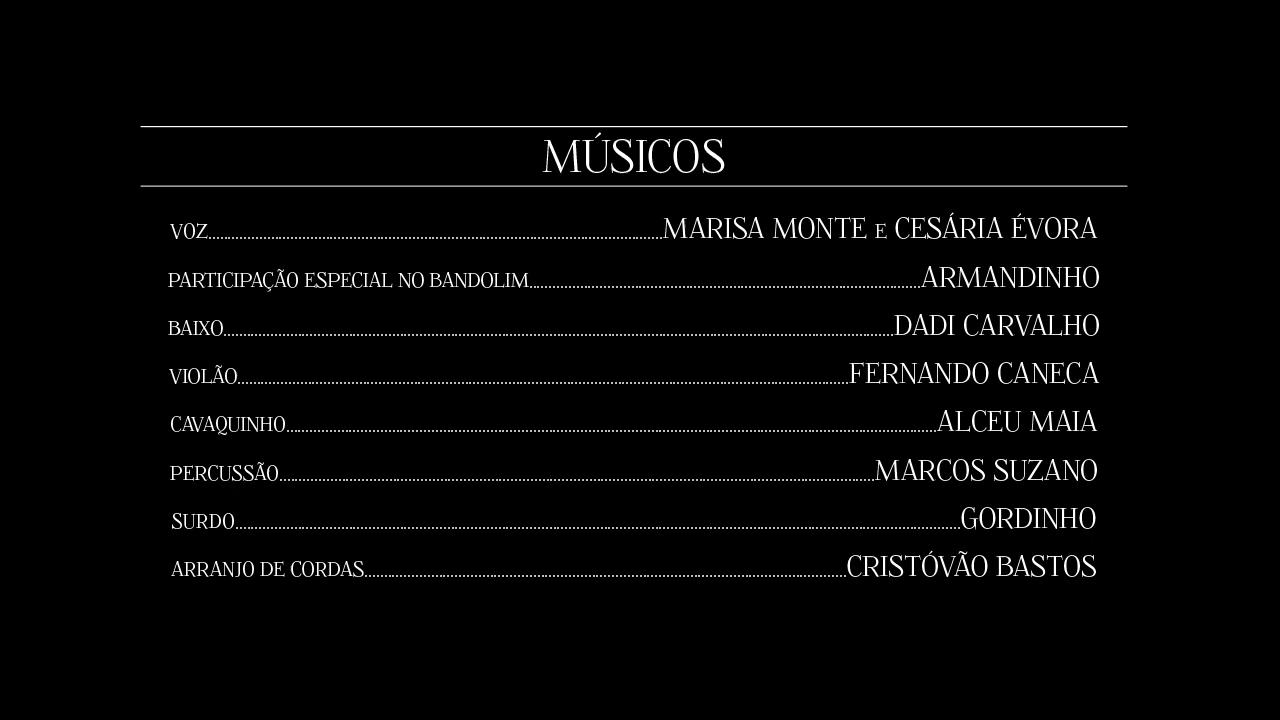 MÚSICOS
VOZ........MARISA MONTE E CESÁRIA ÉVORA
PARTICIPAÇÃO ESPECIAL NO BANDOLIM........ARMANDINHO
BAIXO........DADI CARVALHO
VIOLÃO........FERNANDO CANECA
CAVAQUINHO........ALCEU MAIA
PERCUSSÃO........MARCOS SUZANO
SURDO........GORDINHO
ARRANJO DE CORDAS........CRISTÓVÃO BASTOS